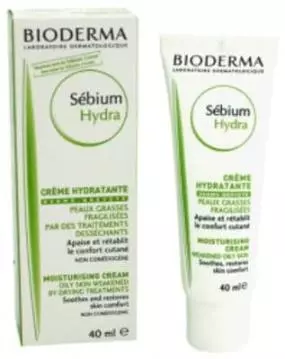 BIODERMA
LABORATOIRE DERMATOLOGIQUE
Sébium
Hydra
CRÈME HYDRATANTE
PEAUX GRASSES
FRAGILISÉES
PAR DES TRAITEMENTS
DESSÉCHANTS
Apaise et rétablit
le confort cutané
NON COMÉDOGÈNE
MOISTURISING CREAM
OILY SKIN WEAKENED
BY DRYING TREATMENTS
Soothes and restores
skin comfort
NON COMEDOGENIC
40 ml e
BIODERMA
LABORATOIRE DERMATOLOGIQUE
Sébium
Hydra
CRÈME
HYDRATANTE
PEAUX GRASSES
FRAGILISÉES
Apaise et rétablit
le confort cutané
MOISTURISING
CREAM
WEAKENED OILY SKIN
Soothes, restores
skin comfort
40 ml e